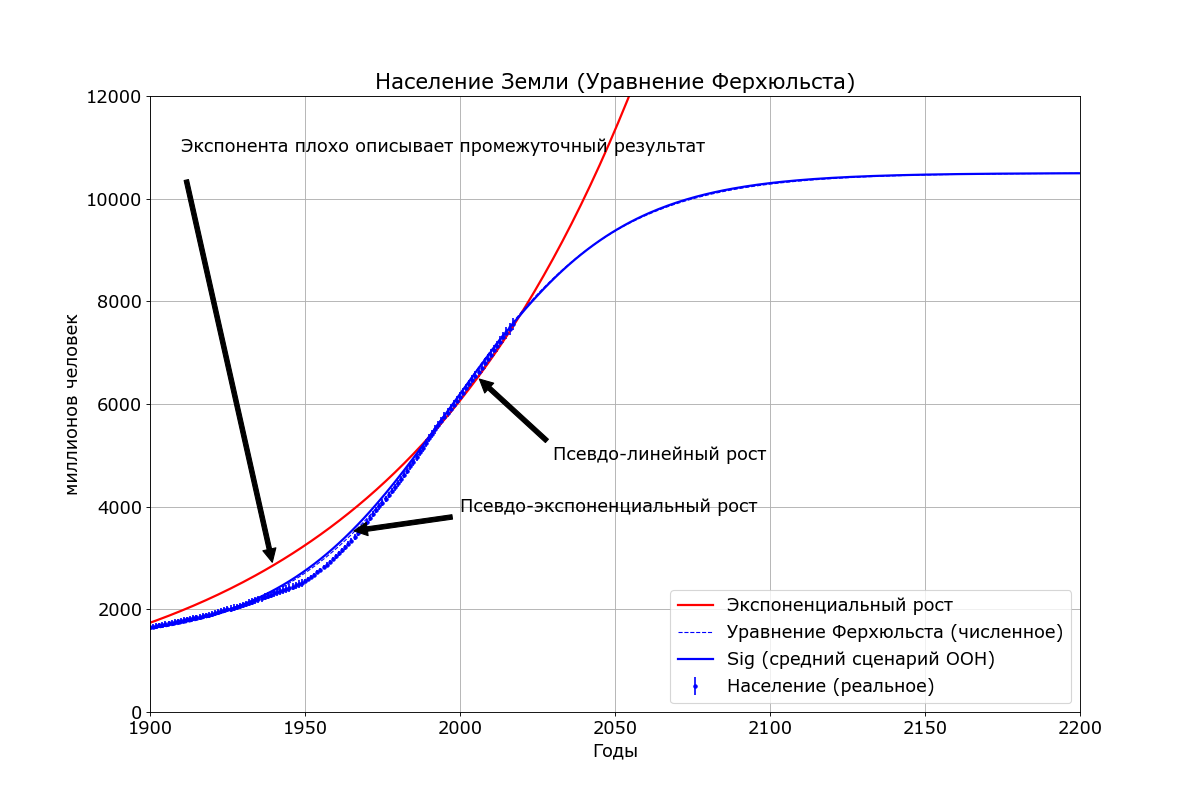 Население Земли (Уравнение Ферхюльста)
12000
Экспонента плохо описывает промежуточный результат
10000
8000
6000
Псевдо-линейный рост
Псевдо-экспоненциальный рост
4000
2000
0
миллионов человек
Экспоненциальный рост
Уравнение Ферхюльста (численное)
Sig (средний сценарий ООН)
Население (реальное)
1900 1950 2000 2050 2100 2150 2200
Годы